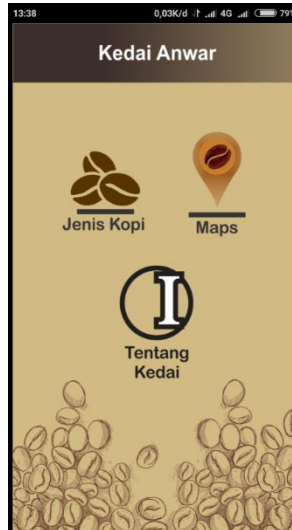 13:38 0,03K/d 4G 79%
Kedai Anwar
Jenis Kopi
Maps
I
Tentang
Kedai